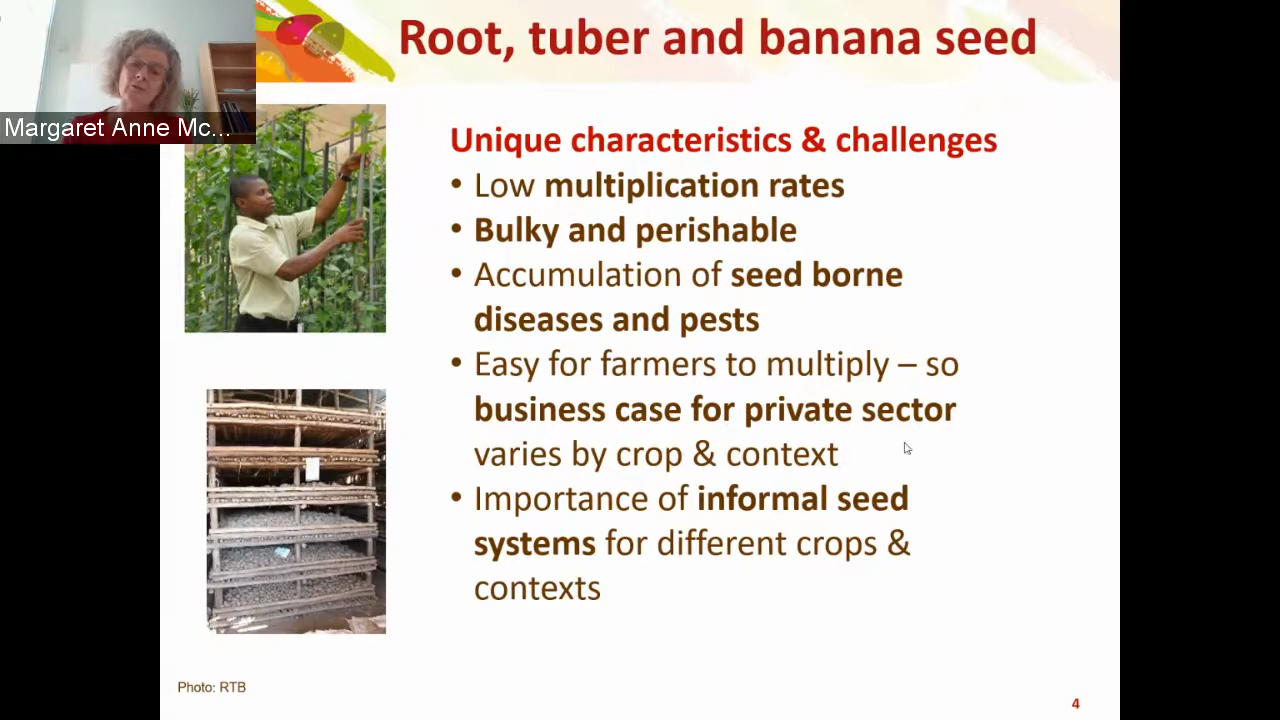 Root, tuber and banana seed
Margaret Anne Mc...
Unique characteristics & challenges
• Low multiplication rates
• Bulky and perishable
• Accumulation of seed borne
diseases and pests
• Easy for farmers to multiply – so
business case for private sector
varies by crop & context
• Importance of informal seed
systems for different crops &
contexts
Photo: RTB
4